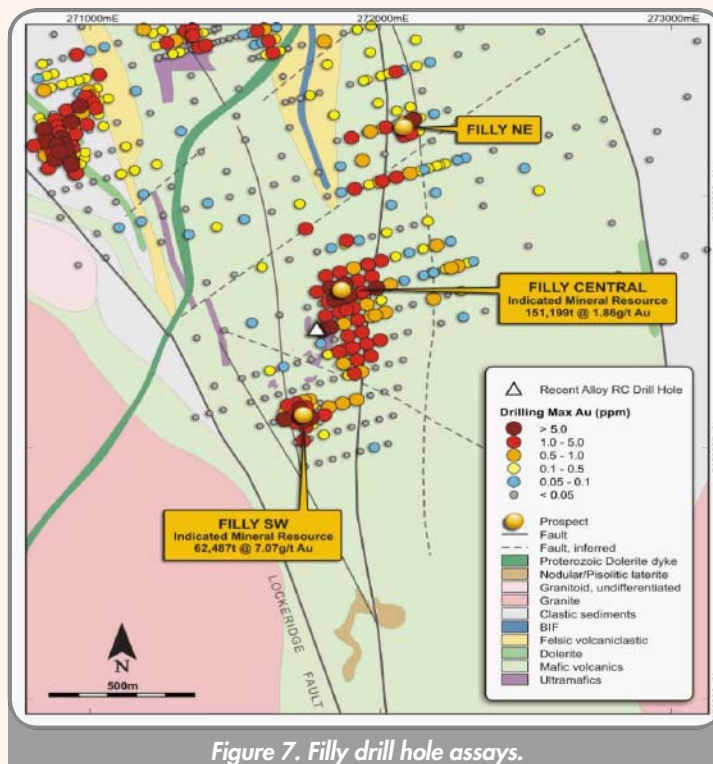 271000mE
272000mE
273000mE
FILLY NE
FILLY CENTRAL
Indicated Mineral Resource
151,199t @ 1.86g/t Au
FILLY SW
Indicated Mineral Resource
62,487t @ 7.07g/t Au
LOCKERIDGE FAULT
N
500m
Recent Alloy RC Drill Hole
Drilling Max Au (ppm)
> 5.0
1.0 - 5.0
0.5 - 1.0
0.1 - 0.5
0.05 - 0.1
< 0.05
Prospect
Fault
Fault, inferred
Proterozoic Dolerite dyke
Nodular/Pisolitic laterite
Granitoid, undifferentiated
Granite
Clastic sediments
BIF
Felsic volcaniclastic
Dolerite
Mafic volcanics
Ultramafics
Figure 7. Filly drill hole assays.